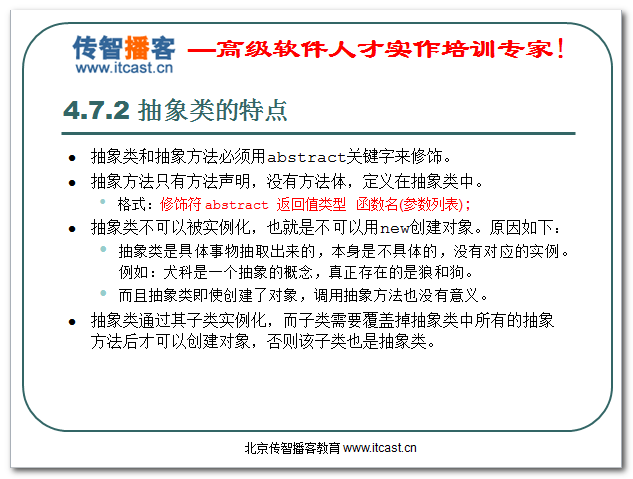 传智播客 —高级软件人才实作培训专家！
www.itcast.cn
4.7.2 抽象类的特点
● 抽象类和抽象方法必须用abstract关键字来修饰。
● 抽象方法只有方法声明，没有方法体，定义在抽象类中。
• 格式：修饰符 abstract 返回值类型 函数名(参数列表)；
● 抽象类不可以被实例化，也就是不可以用new创建对象。原因如下：
• 抽象类是具体事物抽取出来的，本身是不具体的，没有对应的实例。
例如：犬科是一个抽象的概念，真正存在的是狼和狗。
• 而且抽象类即使创建了对象，调用抽象方法也没有意义。
● 抽象类通过其子类实例化，而子类需要覆盖掉抽象类中所有的抽象
方法后才可以创建对象，否则该子类也是抽象类。
北京传智播客教育 www.itcast.cn